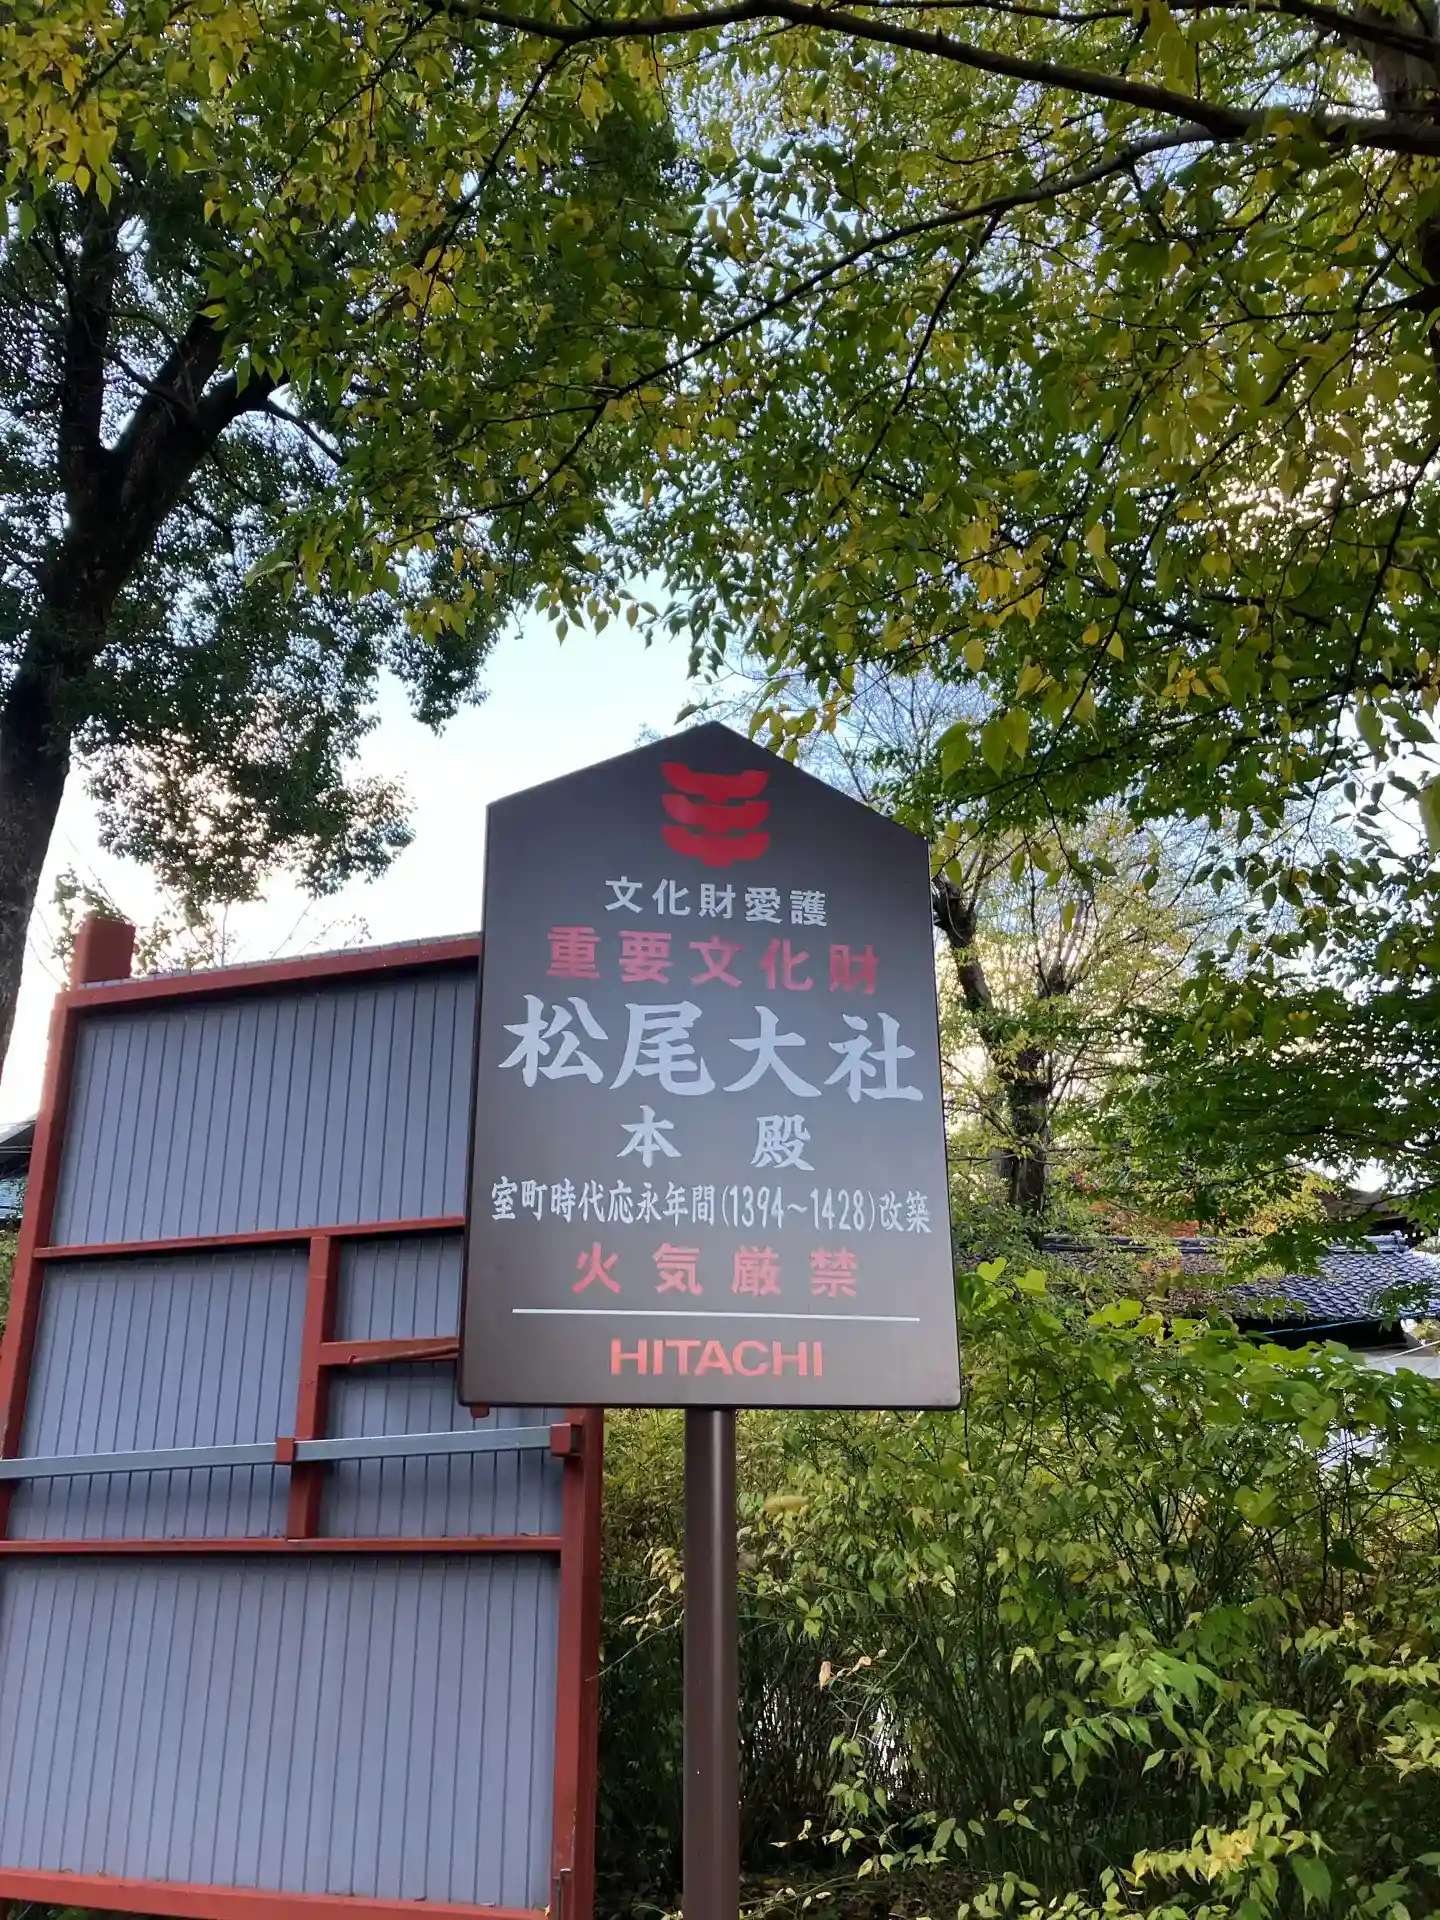 文化財愛護
重要文化財
松尾大社
本殿
室町時代応永年間(1394〜1428)改築
火気厳禁
HITACHI